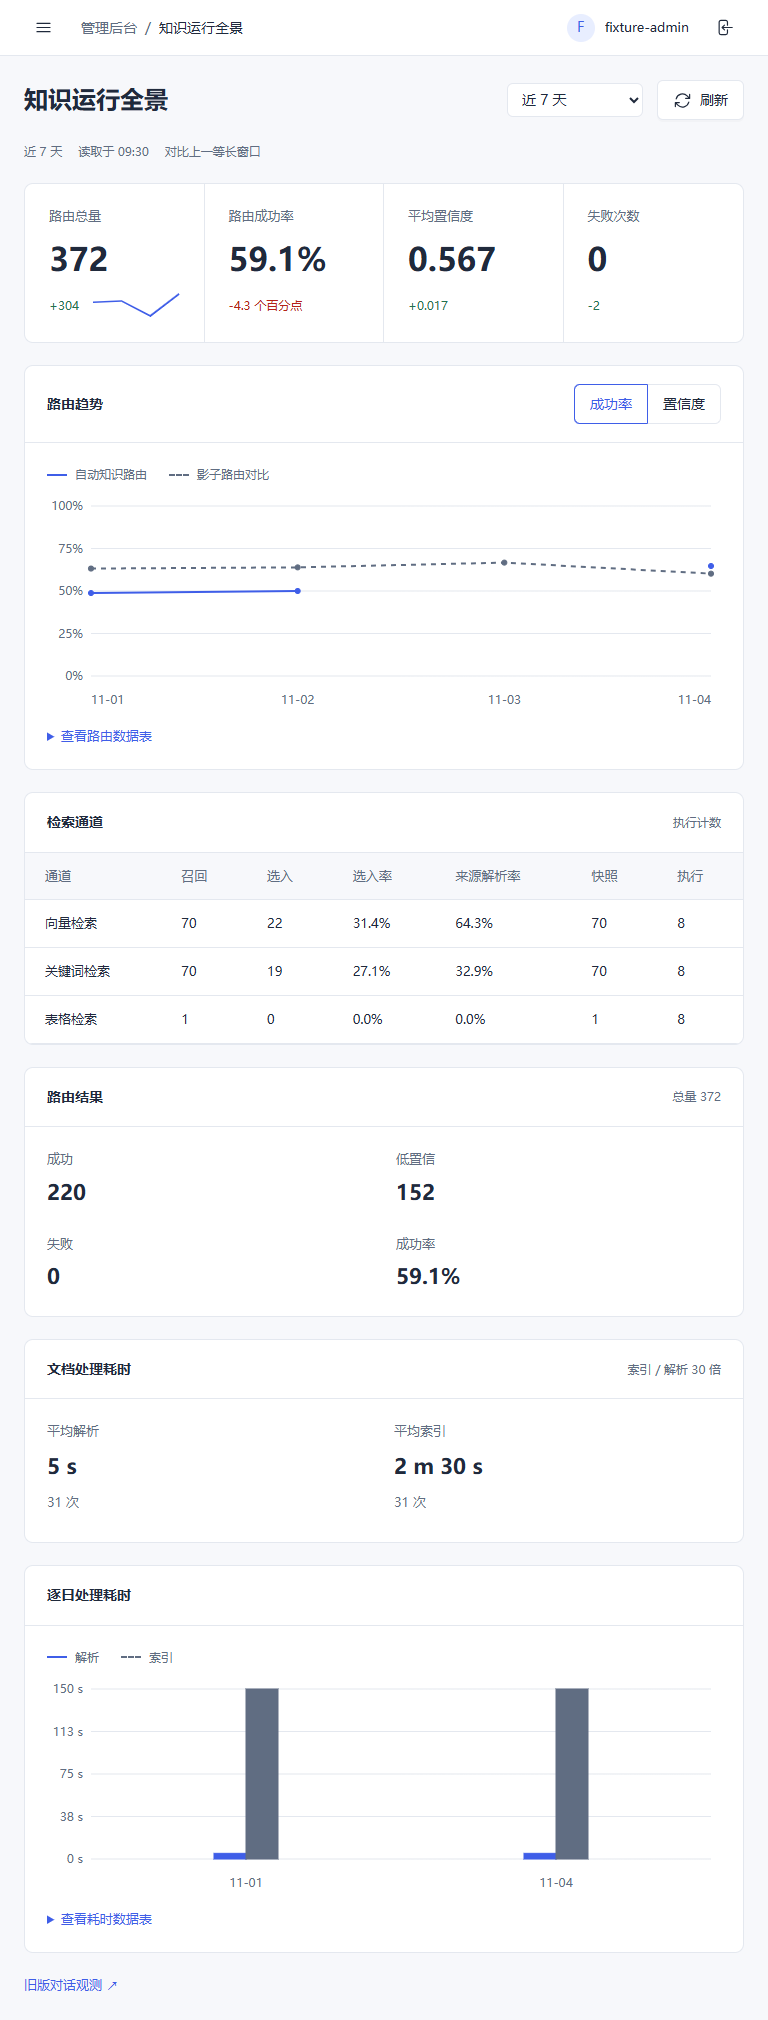 管理后台 / 知识运行全景
F fixture-admin
知识运行全景
近 7 天
刷新
近 7 天 读取于 09:30 对比上一等长窗口
路由总量 路由成功率 平均置信度 失败次数
372 59.1% 0.567 0
+304 -4.3 个百分点 +0.017 -2
路由趋势
成功率 置信度
自动知识路由 影子路由对比
100%
75%
50%
25%
0%
11-01 11-02 11-03 11-04
查看路由数据表
检索通道 执行计数
通道 召回 选入 选入率 来源解析率 快照 执行
向量检索 70 22 31.4% 64.3% 70 8
关键词检索 70 19 27.1% 32.9% 70 8
表格检索 1 0 0.0% 0.0% 1 8
路由结果 总量 372
成功 低置信
220 152
失败 成功率
0 59.1%
文档处理耗时 索引 / 解析 30 倍
平均解析 平均索引
5 s 2 m 30 s
31 次 31 次
逐日处理耗时
解析 索引
150 s
113 s
75 s
38 s
0 s
11-01 11-04
查看耗时数据表
旧版对话观测 ↗